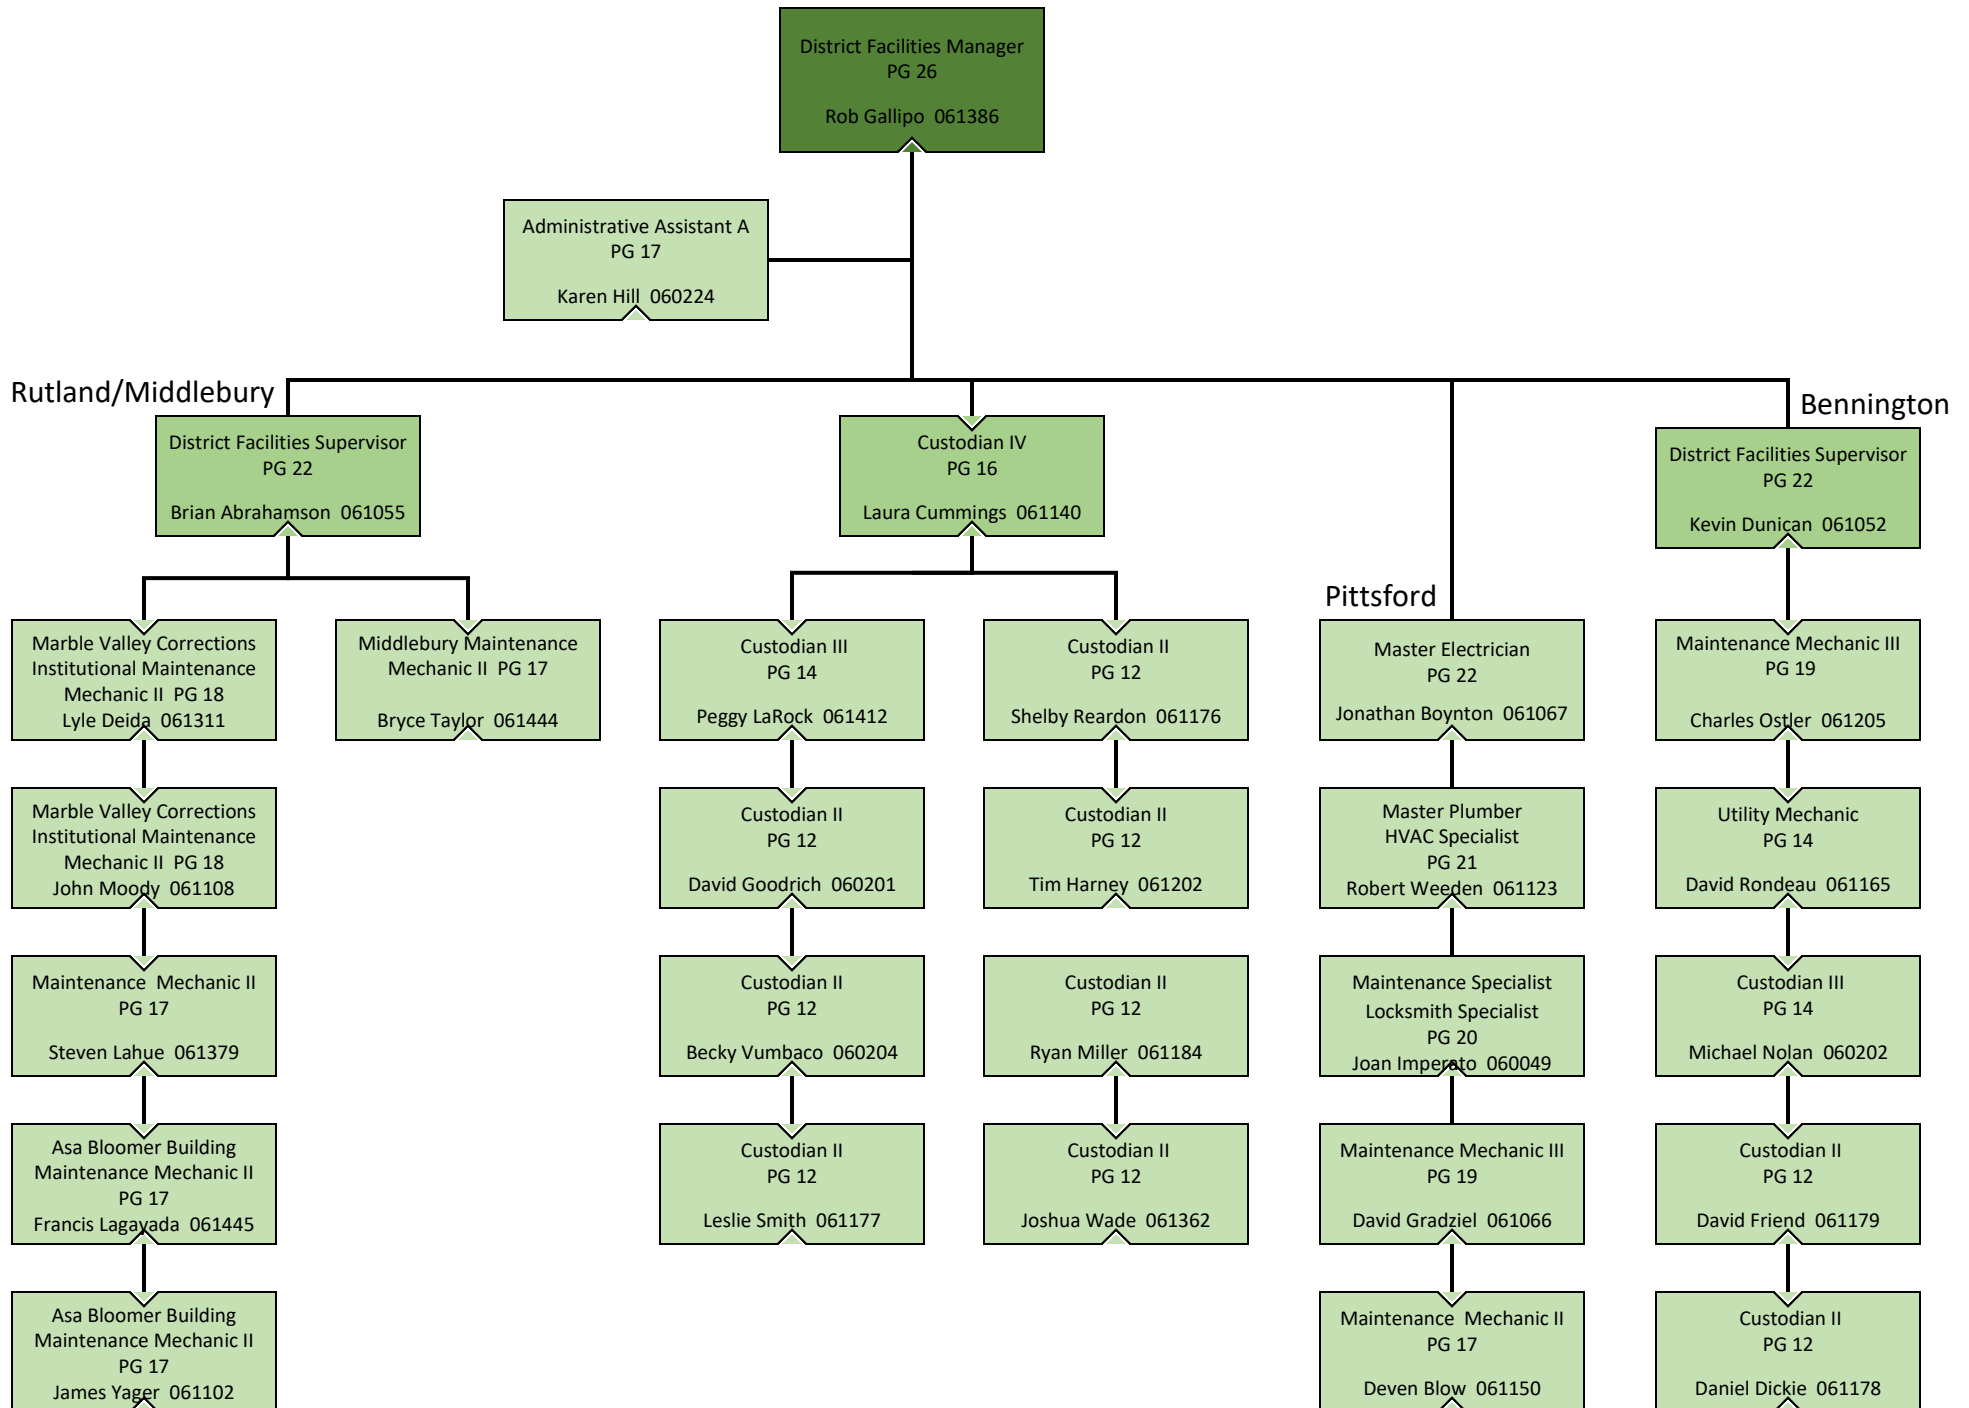 District Facilities Manager
PG 26
Rob Gallipo  061386
Administrative Assistant A
PG 17
Karen Hill  060224
Rutland/Middlebury
District Facilities Supervisor
PG 22
Brian Abrahamson  061055
Marble Valley Corrections
Institutional Maintenance
Mechanic II  PG 18
Lyle Deida  061311
Marble Valley Corrections
Institutional Maintenance
Mechanic II  PG 18
John Moody  061108
Maintenance  Mechanic II
PG 17
Steven Lahue  061379
Asa Bloomer Building
Maintenance Mechanic II
PG 17
Francis Lagavada  061445
Asa Bloomer Building
Maintenance Mechanic II
PG 17
James Yager  061102
Middlebury Maintenance
Mechanic II  PG 17
Bryce Taylor  061444
Custodian IV
PG 16
Laura Cummings  061140
Custodian III
PG 14
Peggy LaRock  061412
Custodian II
PG 12
David Goodrich  060201
Custodian II
PG 12
Becky Vumbaco  060204
Custodian II
PG 12
Leslie Smith  061177
Custodian II
PG 12
Shelby Reardon  061176
Custodian II
PG 12
Tim Harney  061202
Custodian II
PG 12
Ryan Miller  061184
Custodian II
PG 12
Joshua Wade  061362
Pittsford
Master Electrician
PG 22
Jonathan Boynton  061067
Master Plumber
HVAC Specialist
PG 21
Robert Weeden  061123
Maintenance Specialist
Locksmith Specialist
PG 20
Joan Imperato  060049
Maintenance Mechanic III
PG 19
David Gradziel  061066
Maintenance  Mechanic II
PG 17
Deven Blow  061150
Bennington
District Facilities Supervisor
PG 22
Kevin Dunican  061052
Maintenance Mechanic III
PG 19
Charles Ostler  061205
Utility Mechanic
PG 14
David Rondeau  061165
Custodian III
PG 14
Michael Nolan  060202
Custodian II
PG 12
David Friend  061179
Custodian II
PG 12
Daniel Dickie  061178